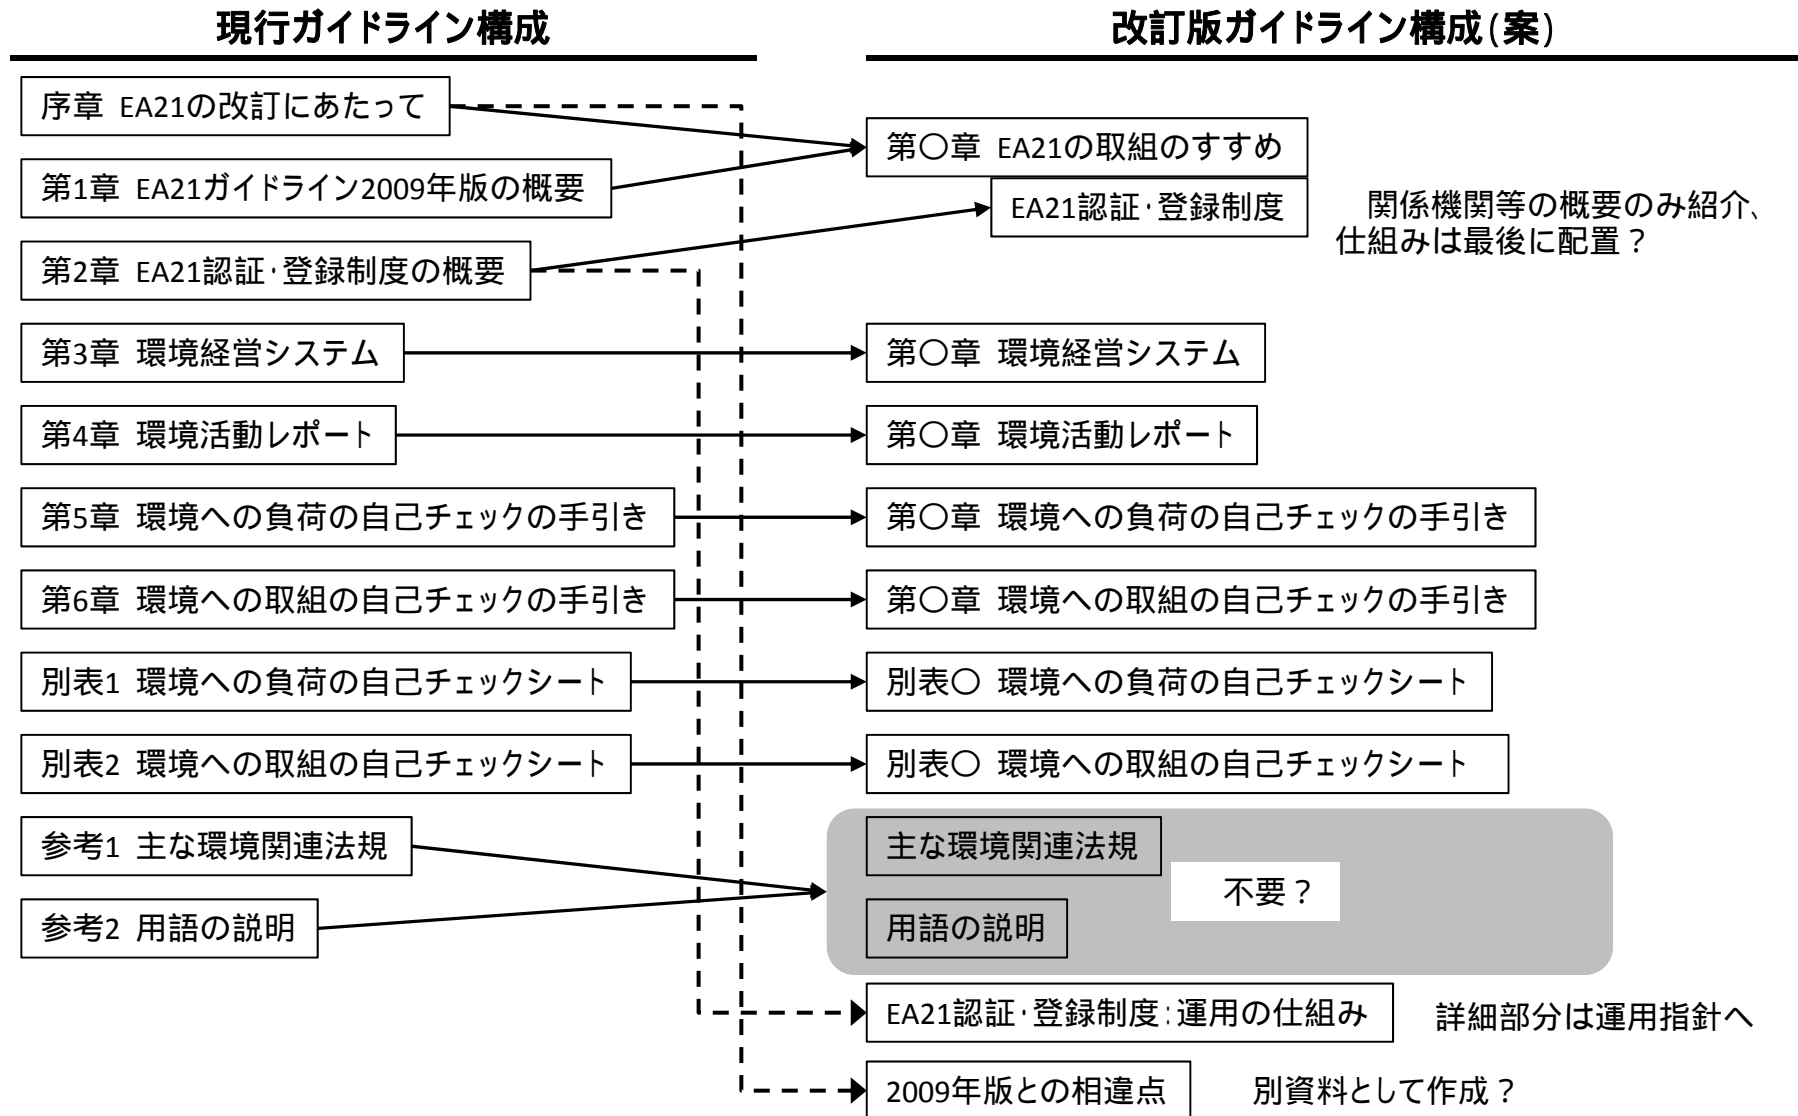 現行ガイドライン構成
序章 EA21の改訂にあたって
第1章 EA21ガイドライン2009年版の概要
第2章 EA21認証・登録制度の概要
第3章 環境経営システム
第4章 環境活動レポート
第5章 環境への負荷の自己チェックの手引き
第6章 環境への取組の自己チェックの手引き
別表1 環境への負荷の自己チェックシート
別表2 環境への取組の自己チェックシート
参考1 主な環境関連法規
参考2 用語の説明
改訂版ガイドライン構成(案)
第〇章 EA21の取組のすすめ
EA21認証・登録制度
関係機関等の概要のみ紹介、
仕組みは最後に配置?
第〇章 環境経営システム
第〇章 環境活動レポート
第〇章 環境への負荷の自己チェックの手引き
第〇章 環境への取組の自己チェックの手引き
別表〇 環境への負荷の自己チェックシート
別表〇 環境への取組の自己チェックシート
主な環境関連法規
不要?
用語の説明
EA21認証・登録制度:運用の仕組み
詳細部分は運用指針へ
2009年版との相違点
別資料として作成?